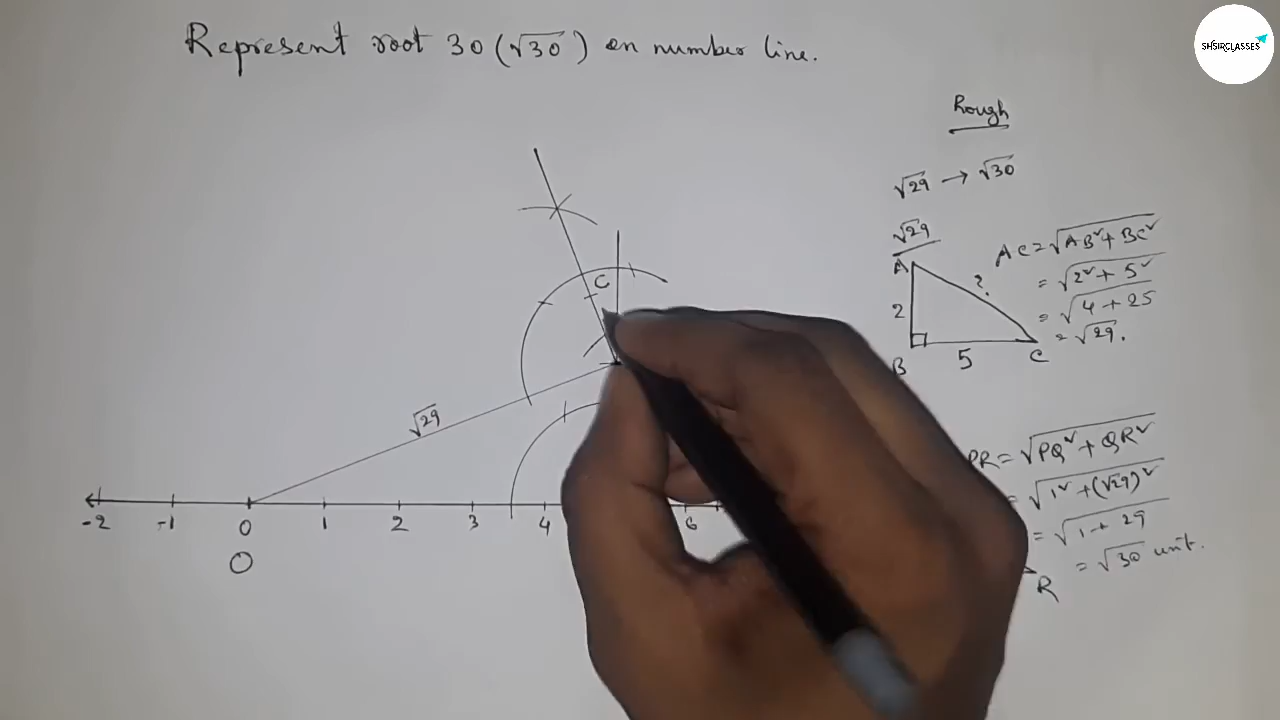 Represent root 30 (√30) on number line.
SHSIRCLASSES
Rough
√29 → √30
√29
A
2
B
5
C
?
AC = √AB² + BC²
= √2² + 5²
= √4 + 25
= √29.
PR = √PQ² + QR²
= √1² + (√29)²
= √1 + 29
= √30 unit.
R
C
√29
-2 -1 0 1 2 3 4 6
O